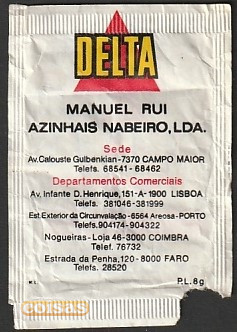 DELTA
MANUEL RUI
AZINHAIS NABEIRO, LDA.
Sede
Av. Calouste Gulbenkian-7370 CAMPO MAIOR
Telefs. 68541 - 68462
Departamentos Comerciais
Av. Infante D. Henrique, 151-A-1900 LISBOA
Telefs. 381046-381999
Est. Exterior da Circunvalação-6564 Areosa-PORTO
Telefs. 904174-904322
Nogueiras - Loja 46-3000 COIMBRA
Telef. 76732
Estrada da Penha, 120-8000 FARO
Telefs. 28520
P.L. 8g
coisas